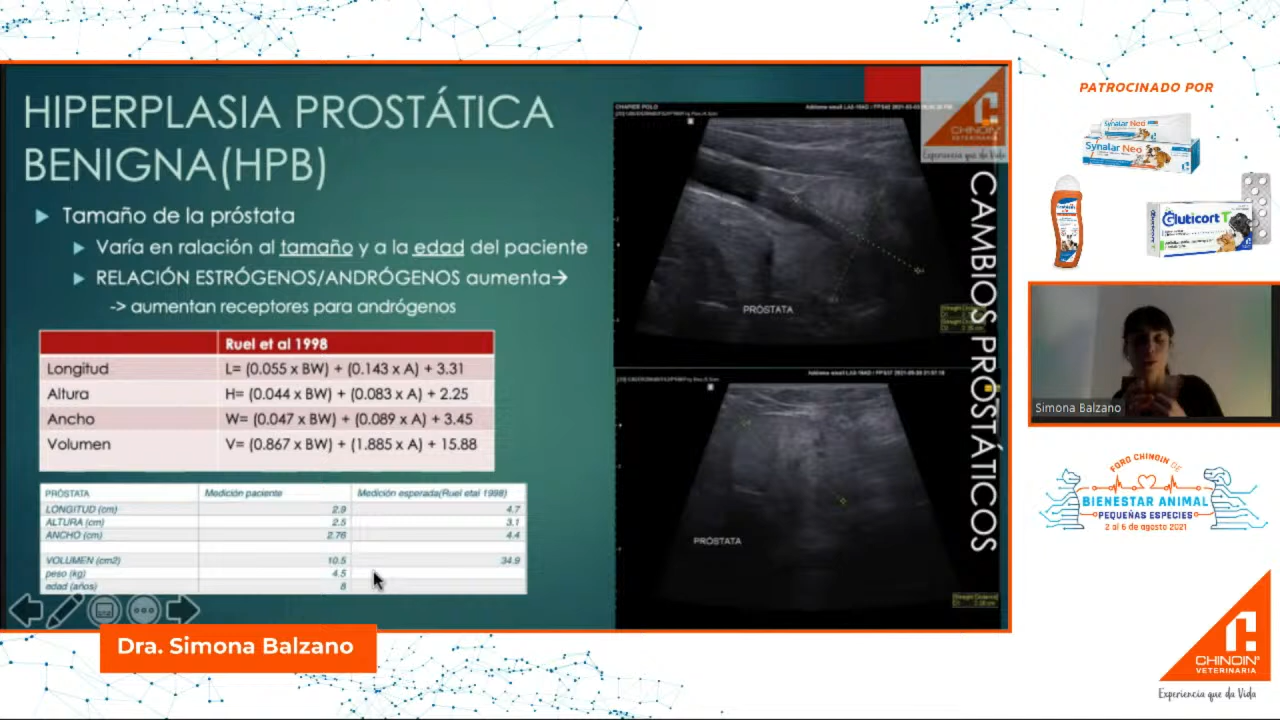 HIPERPLASIA PROSTÁTICA
BENIGNA(HPB)
Tamaño de la próstata
Varía en ralación al tamaño y a la edad del paciente
RELACIÓN ESTRÓGENOS/ANDRÓGENOS aumenta→
-> aumentan receptores para andrógenos
Ruel et al 1998
Longitud L= (0.055 x BW) + (0.143 x A) + 3.31
Altura H= (0.044 x BW) + (0.083 x A) + 2.25
Ancho W= (0.047 x BW) + (0.089 x A) + 3.45
Volumen V= (0.867 x BW) + (1.885 x A) + 15.88
PRÓSTATA Medición paciente Medición esperada(Ruel etal 1998)
LONGITUD (cm) 2.9 4.7
ALTURA (cm) 2.5 3.1
ANCHO (cm) 2.76 4.4
VOLUMEN (cm2) 10.5 34.9
peso (kg) 4.5
edad (años) 8
Dra. Simona Balzano
PRÓSTATA
PRÓSTATA
CAMBIOS PROSTÁTICOS
CHINOIN
Experiencia que da Vida
PATROCINADO POR
Synalar Neo
Synalar Neo
Gluticort T
Simona Balzano
FORO CHINOIN DE
BIENESTAR ANIMAL
PEQUEÑAS ESPECIES
2 al 6 de agosto 2021
CHINOIN
VETERINARIA
Experiencia que da Vida